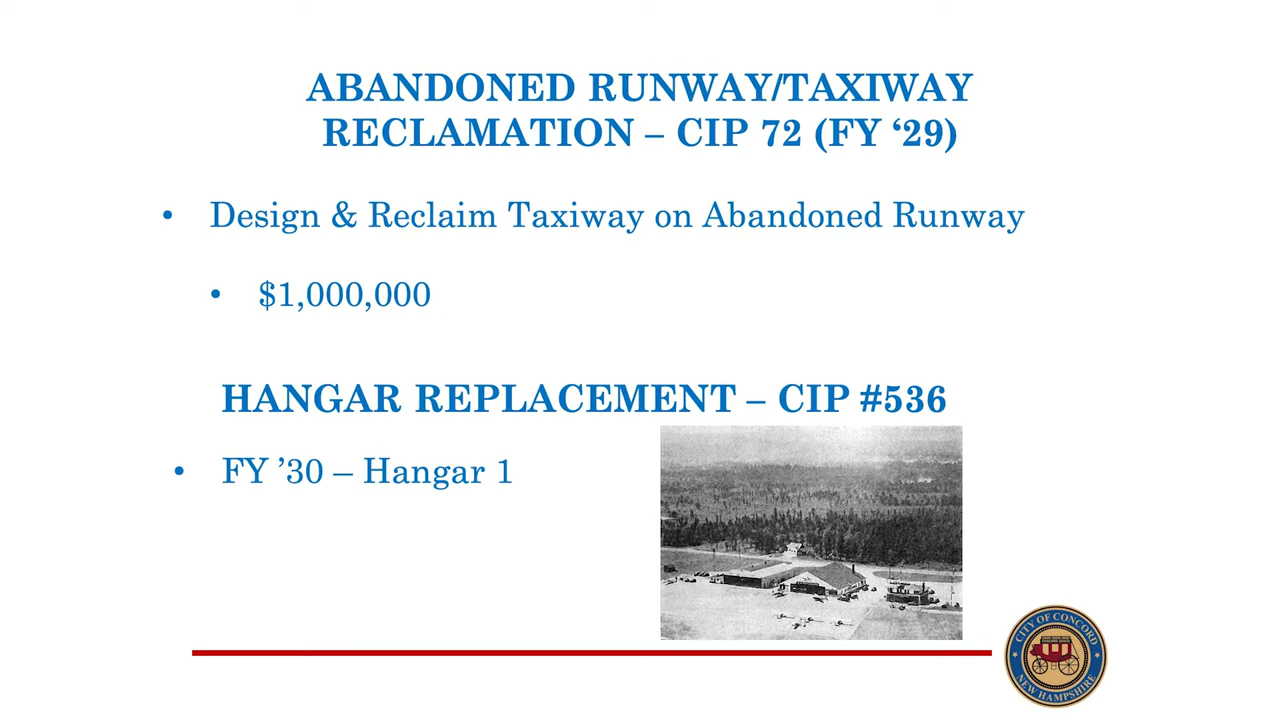 ABANDONED RUNWAY/TAXIWAY
RECLAMATION – CIP 72 (FY ‘29)
• Design & Reclaim Taxiway on Abandoned Runway
• $1,000,000
HANGAR REPLACEMENT – CIP #536
• FY ’30 – Hangar 1
CITY OF CONCORD
NEW HAMPSHIRE